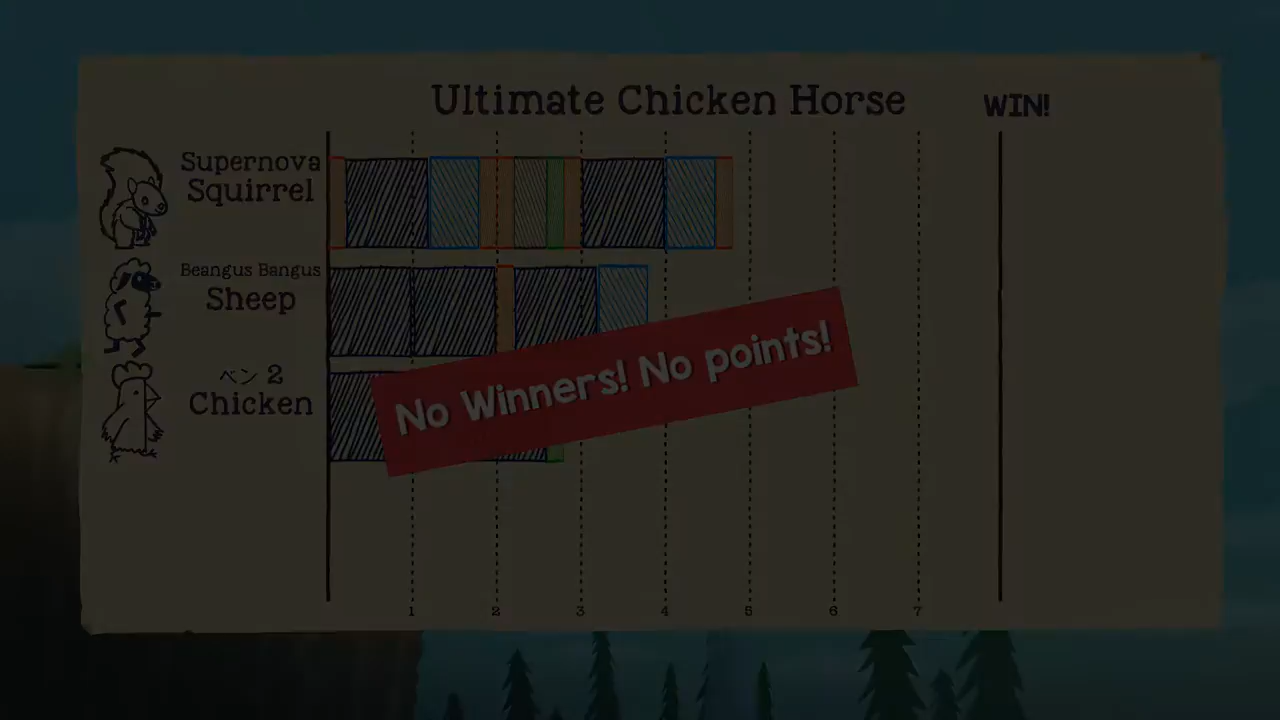 Ultimate Chicken Horse
WIN!
Supernova
Squirrel
Beangus Bangus
Sheep
ベン 2
Chicken
No Winners! No points!
1 2 3 4 5 6 7